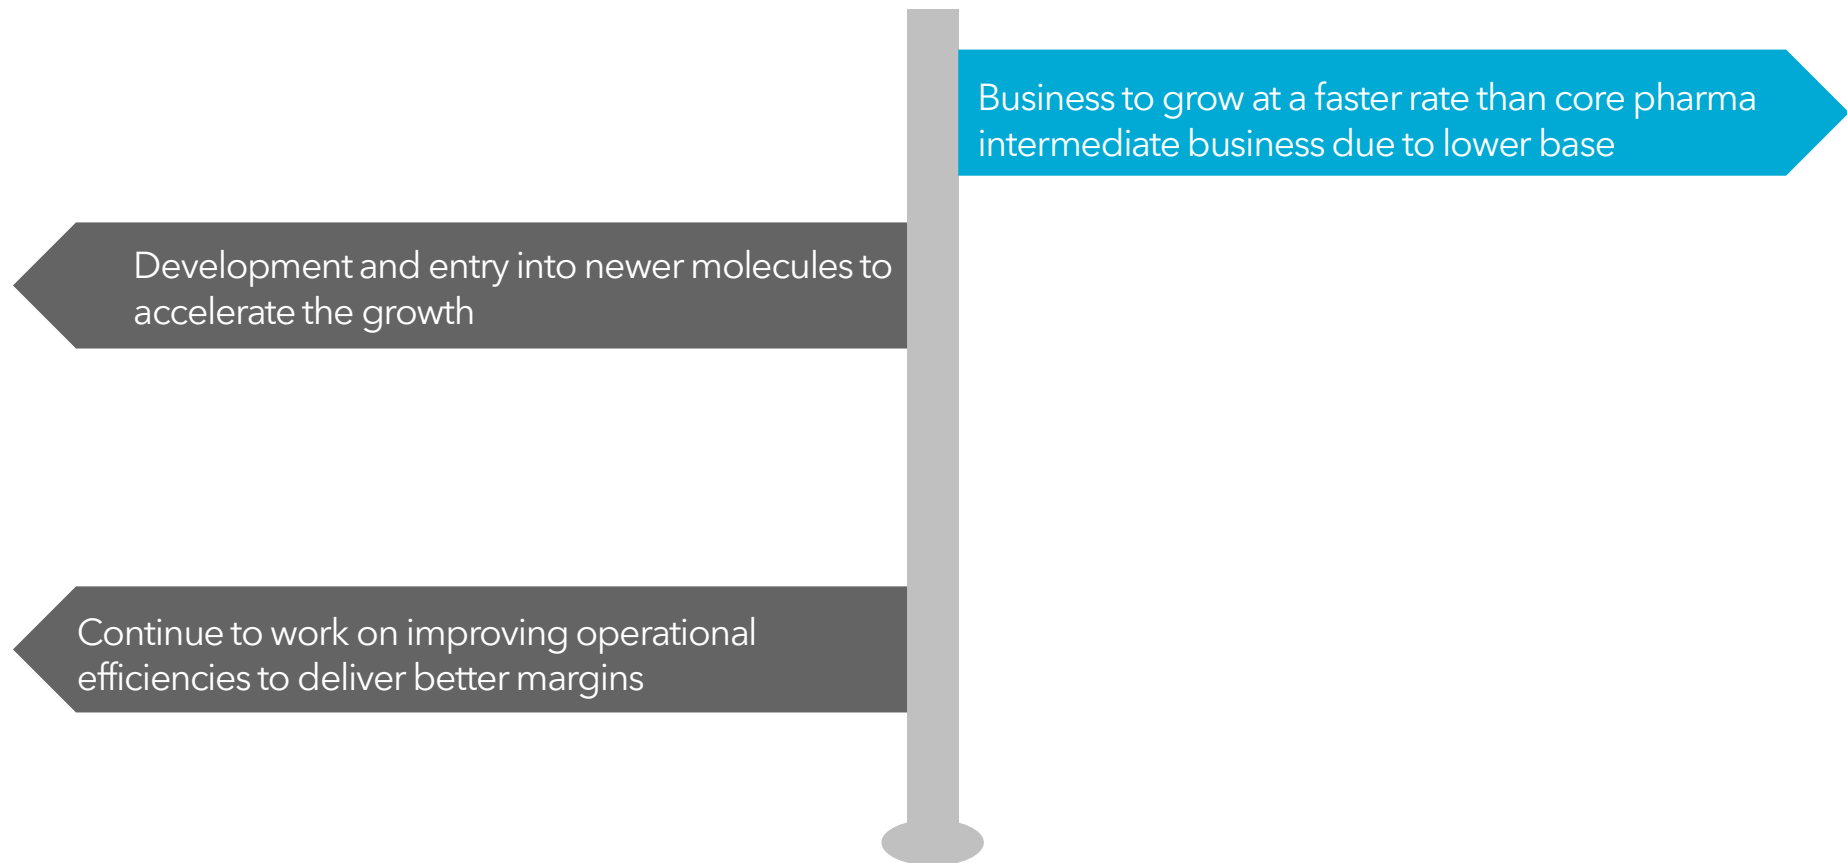 Business to grow at a faster rate than core pharma
intermediate business due to lower base
Development and entry into newer molecules to
accelerate the growth
Continue to work on improving operational
efficiencies to deliver better margins